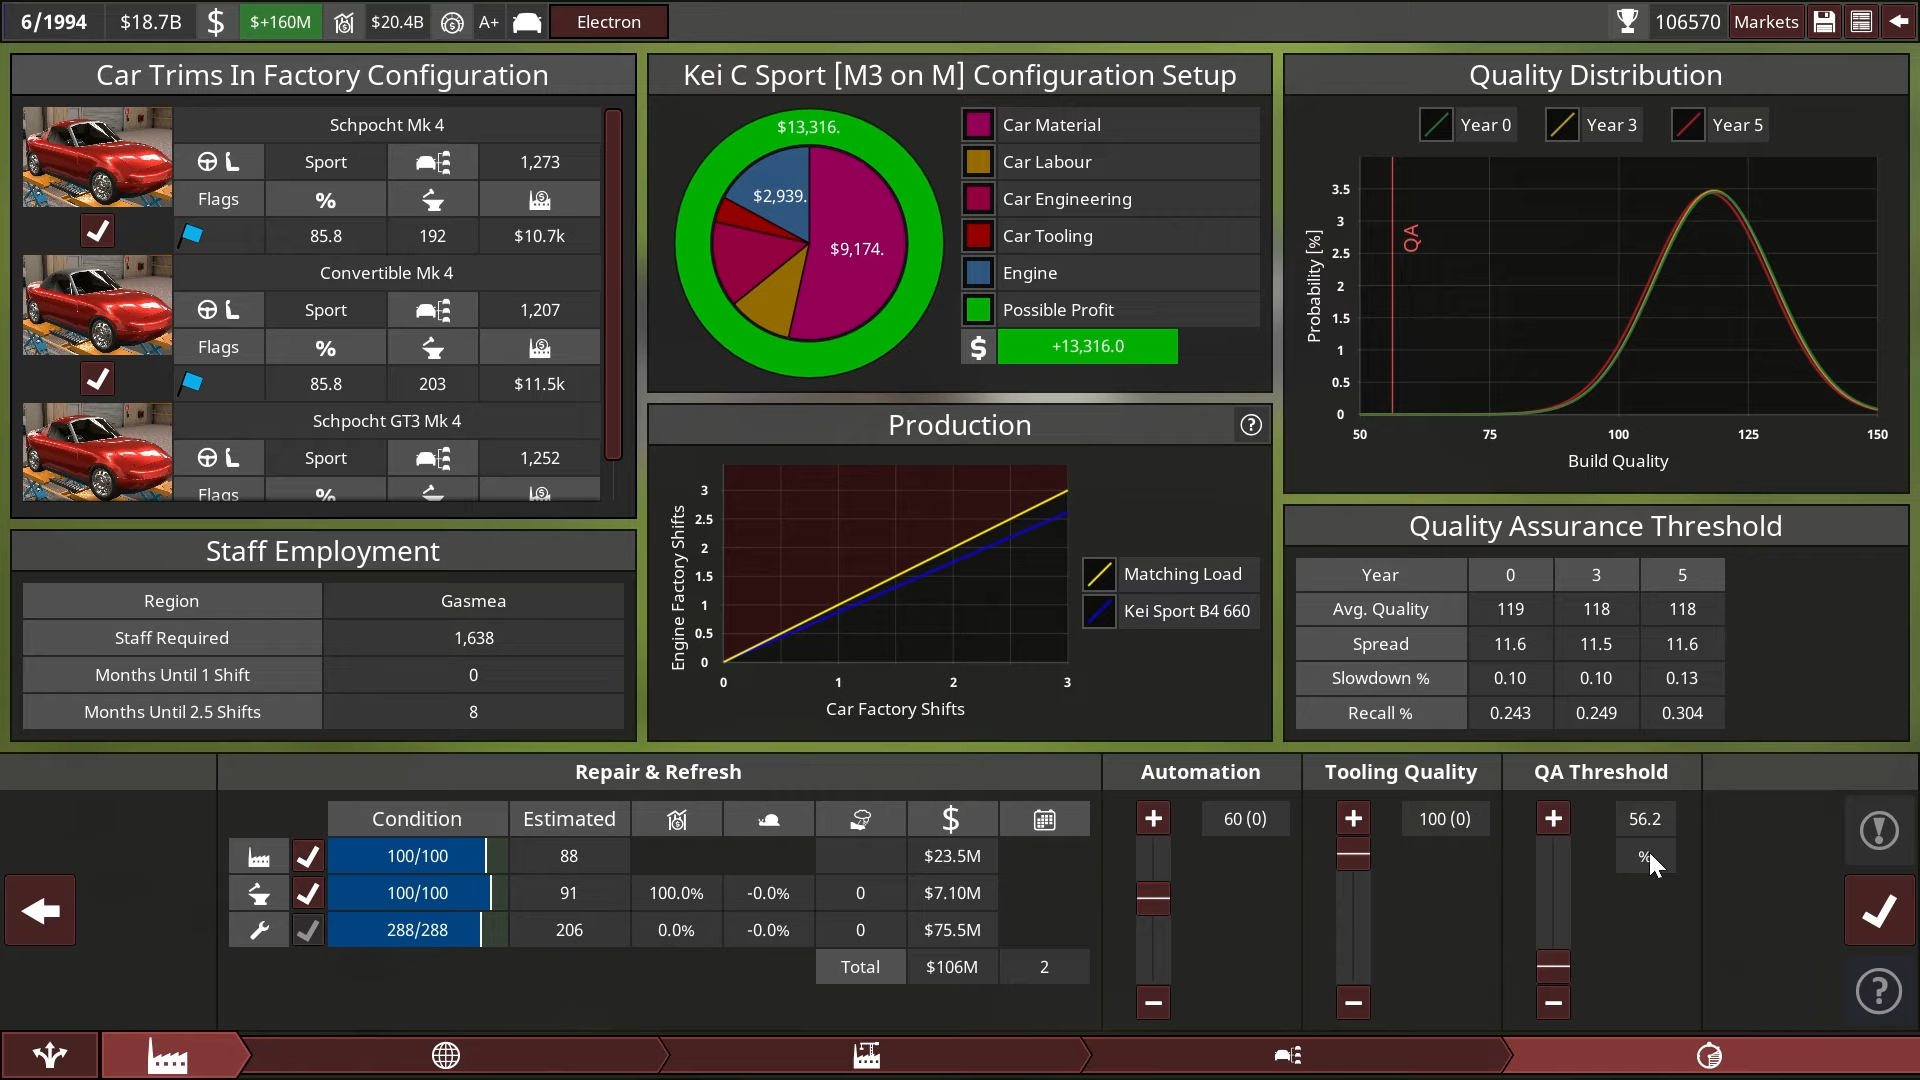 6/1994 $18.7B $+160M $20.4B A+ Electron 106570 Markets
Car Trims In Factory Configuration
Schpocht Mk 4
Sport 1,273
Flags %
85.8 192 $10.7k
Convertible Mk 4
Sport 1,207
Flags %
85.8 203 $11.5k
Schpocht GT3 Mk 4
Sport 1,252
Flags %
Staff Employment
Region Gasmea
Staff Required 1,638
Months Until 1 Shift 0
Months Until 2.5 Shifts 8
Kei C Sport [M3 on M] Configuration Setup
$13,316.
$2,939.
$9,174.
Car Material
Car Labour
Car Engineering
Car Tooling
Engine
Possible Profit
$ +13,316.0
Production
?
Engine Factory Shifts
3
2.5
2
1.5
1
0.5
0
0 1 2 3
Car Factory Shifts
Matching Load
Kei Sport B4 660
Quality Distribution
Year 0 Year 3 Year 5
Probability [%]
3.5
3
2.5
2
1.5
1
0.5
0
QA
50 75 100 125 150
Build Quality
Quality Assurance Threshold
Year 0 3 5
Avg. Quality 119 118 118
Spread 11.6 11.5 11.6
Slowdown % 0.10 0.10 0.13
Recall % 0.243 0.249 0.304
Repair & Refresh
Condition Estimated $
100/100 88 $23.5M
100/100 91 100.0% -0.0% 0 $7.10M
288/288 206 0.0% -0.0% 0 $75.5M
Total $106M 2
Automation
+ 60 (0)
−
Tooling Quality
+ 100 (0)
−
QA Threshold
+ 56.2
%
−
!
?